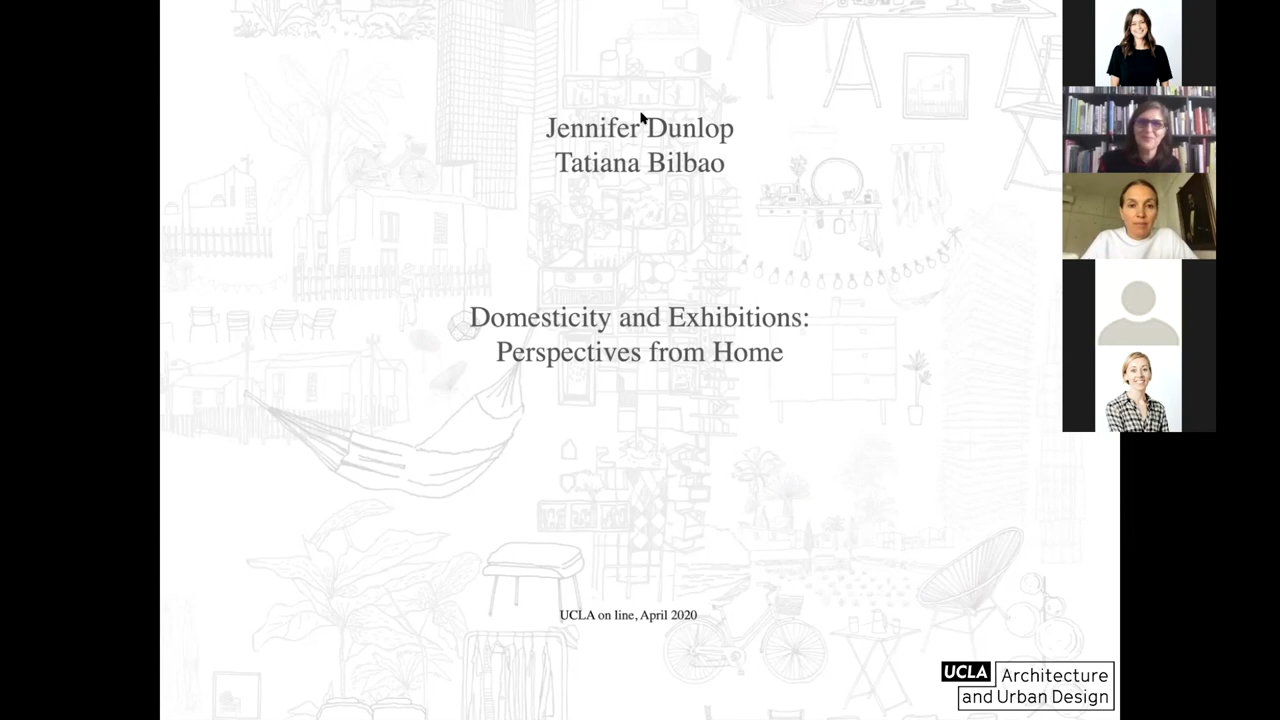 Jennifer Dunlop
Tatiana Bilbao
Domesticity and Exhibitions:
Perspectives from Home
UCLA on line, April 2020
UCLA Architecture
and Urban Design